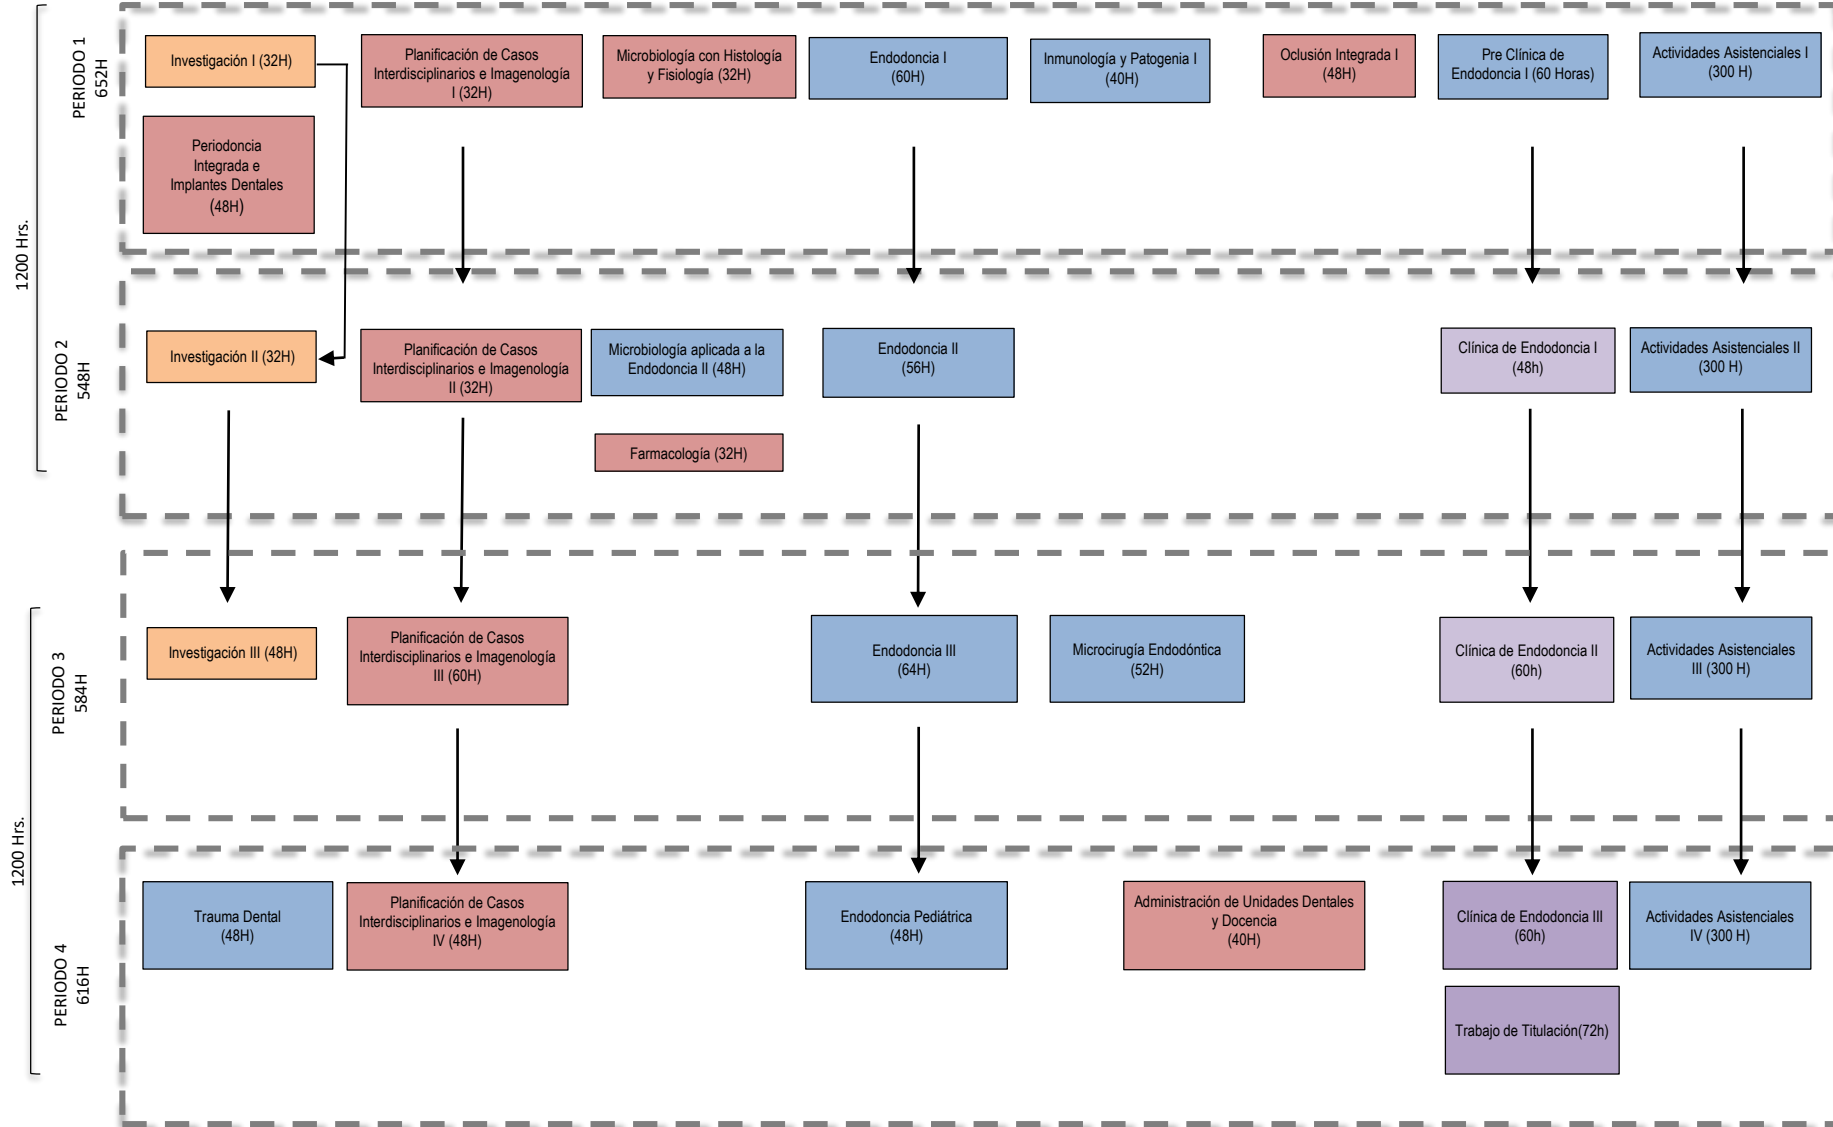 1200 Hrs.
PERIODO 1
652H
Investigación I (32H)
Periodoncia
Integrada e
Implantes Dentales
(48H)
Planificación de Casos
Interdisciplinarios e Imagenología
I (32H)
Microbiología con Histología
y Fisiología (32H)
Endodoncia I
(60H)
Inmunología y Patogenia I
(40H)
Oclusión Integrada I
(48H)
Pre Clínica de
Endodoncia I (60 Horas)
Actividades Asistenciales I
(300 H)
PERIODO 2
548H
Investigación II (32H)
Planificación de Casos
Interdisciplinarios e Imagenología
II (32H)
Microbiología aplicada a la
Endodoncia II (48H)
Farmacología (32H)
Endodoncia II
(56H)
Clínica de Endodoncia I
(48h)
Actividades Asistenciales II
(300 H)
1200 Hrs.
PERIODO 3
584H
Investigación III (48H)
Planificación de Casos
Interdisciplinarios e Imagenología
III (60H)
Endodoncia III
(64H)
Microcirugía Endodóntica
(52H)
Clínica de Endodoncia II
(60h)
Actividades Asistenciales
III (300 H)
PERIODO 4
616H
Trauma Dental
(48H)
Planificación de Casos
Interdisciplinarios e Imagenología
IV (48H)
Endodoncia Pediátrica
(48H)
Administración de Unidades Dentales
y Docencia
(40H)
Clínica de Endodoncia III
(60h)
Actividades Asistenciales
IV (300 H)
Trabajo de Titulación(72h)